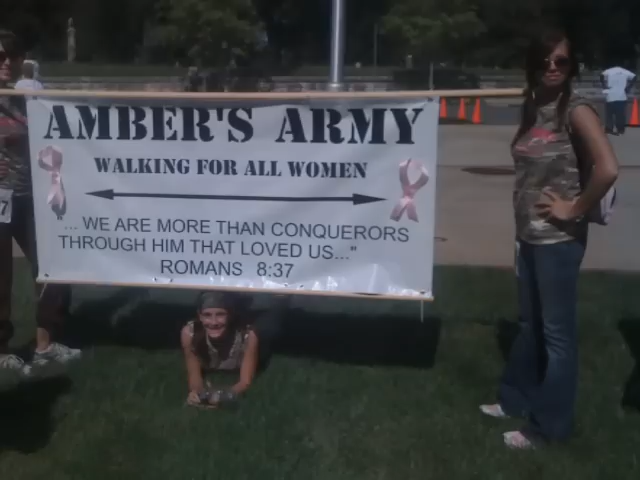 AMBER'S ARMY
WALKING FOR ALL WOMEN
... WE ARE MORE THAN CONQUERORS
THROUGH HIM THAT LOVED US..."
ROMANS 8:37
7